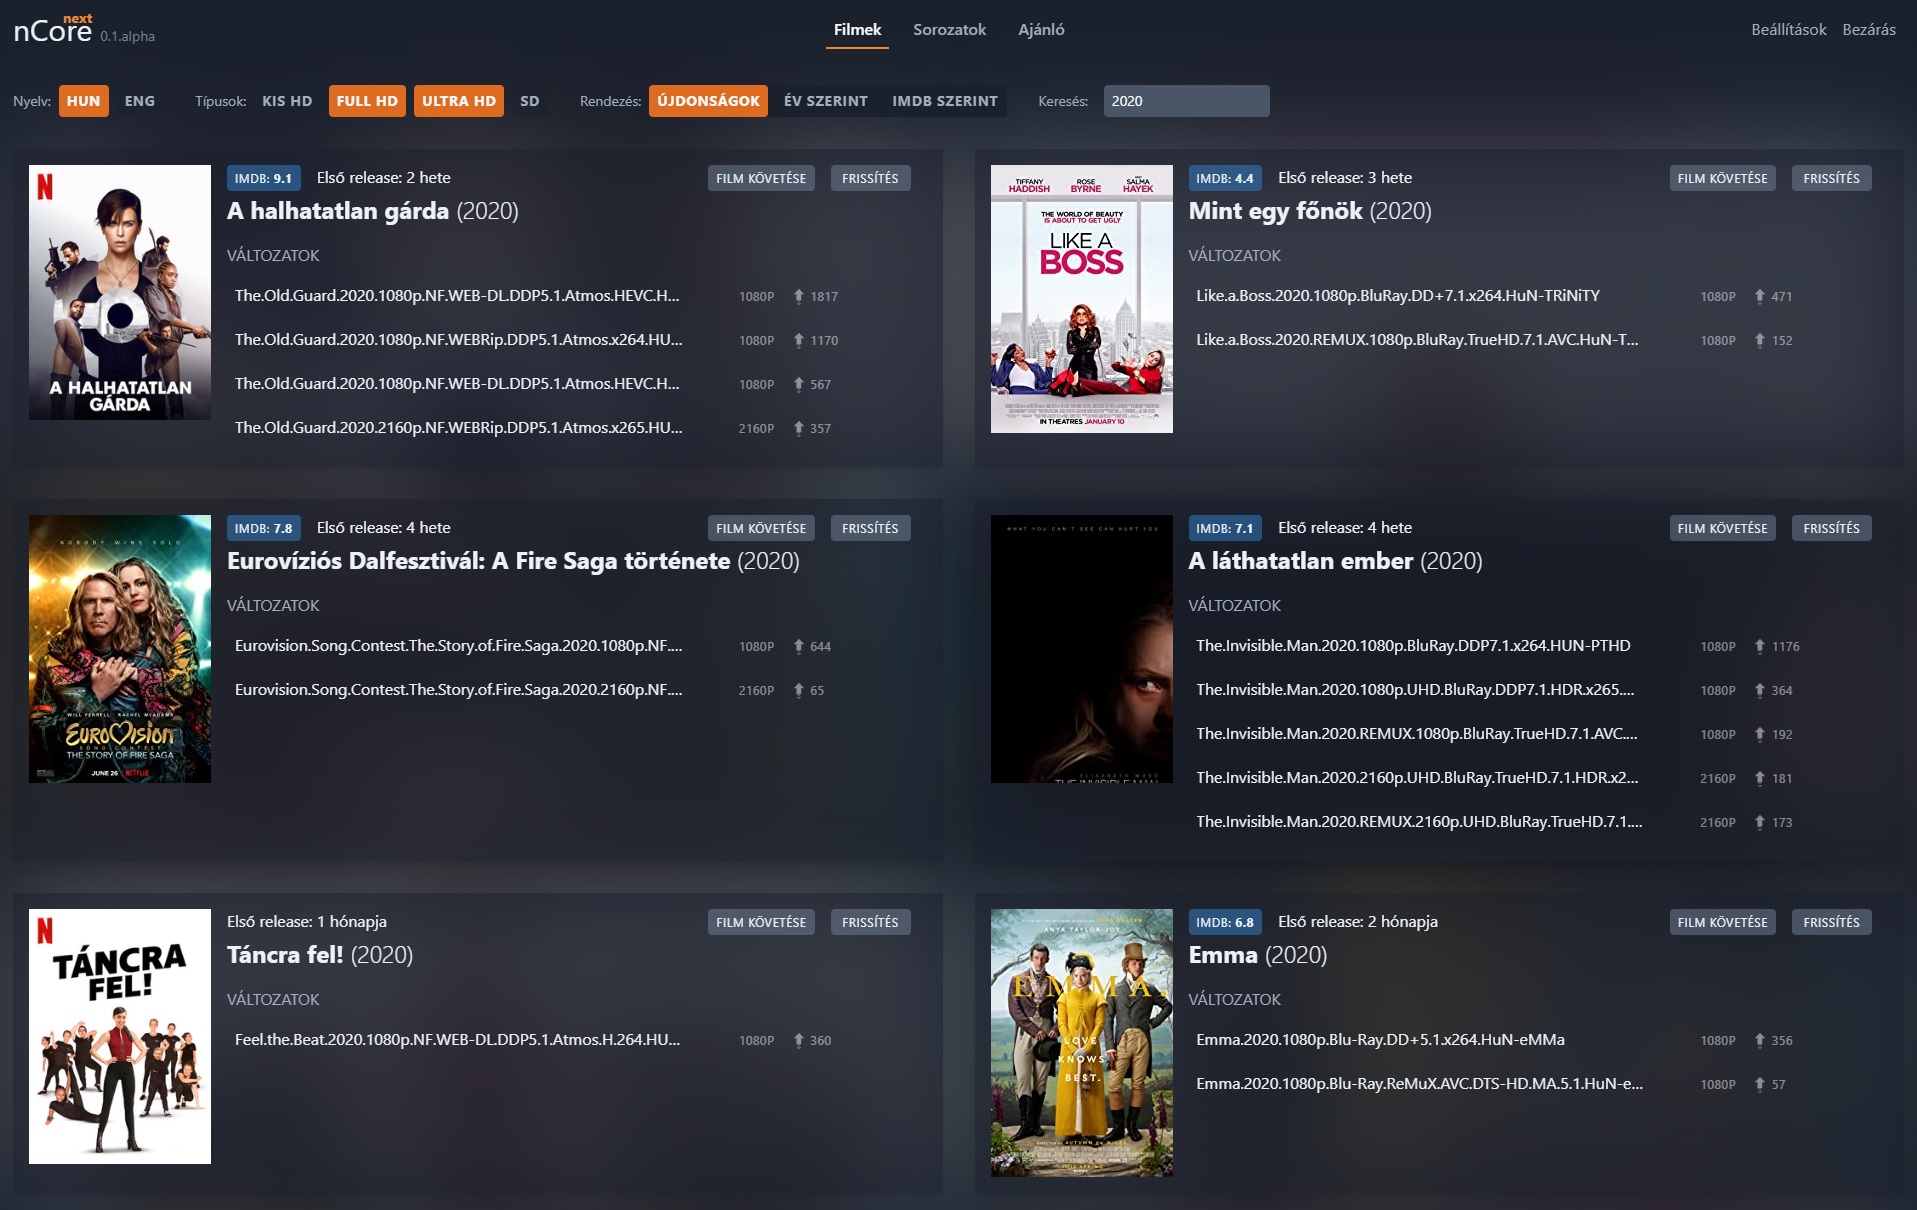 nCore next 0.1.alpha
Filmek Sorozatok Ajánló
Beállítások Bezárás
Nyelv: HUN ENG Típusok: KIS HD FULL HD ULTRA HD SD Rendezés: ÚJDONSÁGOK ÉV SZERINT IMDB SZERINT Keresés: 2020
N
A HALHATATLAN
GÁRDA
IMDB: 9.1 Első release: 2 hete FILM KÖVETÉSE FRISSÍTÉS
A halhatatlan gárda (2020)
VÁLTOZATOK
The.Old.Guard.2020.1080p.NF.WEB-DL.DDP5.1.Atmos.HEVC.H... 1080P 1817
The.Old.Guard.2020.1080p.NF.WEBRip.DDP5.1.Atmos.x264.HU... 1080P 1170
The.Old.Guard.2020.1080p.NF.WEB-DL.DDP5.1.Atmos.HEVC.H... 1080P 567
The.Old.Guard.2020.2160p.NF.WEBRip.DDP5.1.Atmos.x265.HU... 2160P 357
TIFFANY HADDISH ROSE BYRNE AND SALMA HAYEK
THE WORLD OF BEAUTY
IS ABOUT TO GET UGLY
LIKE A
BOSS
IN THEATRES JANUARY 10
IMDB: 4.4 Első release: 3 hete FILM KÖVETÉSE FRISSÍTÉS
Mint egy főnök (2020)
VÁLTOZATOK
Like.a.Boss.2020.1080p.BluRay.DD+7.1.x264.HuN-TRiNiTY 1080P 471
Like.a.Boss.2020.REMUX.1080p.BluRay.TrueHD.7.1.AVC.HuN-T... 1080P 152
NOBODY WINS SOLO
WILL FERRELL RACHEL McADAMS
EUROVISION
SONG CONTEST
THE STORY OF FIRE SAGA
JUNE 26 NETFLIX
IMDB: 7.8 Első release: 4 hete FILM KÖVETÉSE FRISSÍTÉS
Eurovíziós Dalfesztivál: A Fire Saga története (2020)
VÁLTOZATOK
Eurovision.Song.Contest.The.Story.of.Fire.Saga.2020.1080p.NF.... 1080P 644
Eurovision.Song.Contest.The.Story.of.Fire.Saga.2020.2160p.NF.... 2160P 65
WHAT YOU CAN'T SEE CAN HURT YOU
ELISABETH MOSS
THE INVISIBLE MAN
IMDB: 7.1 Első release: 4 hete FILM KÖVETÉSE FRISSÍTÉS
A láthatatlan ember (2020)
VÁLTOZATOK
The.Invisible.Man.2020.1080p.BluRay.DDP7.1.x264.HUN-PTHD 1080P 1176
The.Invisible.Man.2020.1080p.UHD.BluRay.DDP7.1.HDR.x265.... 1080P 364
The.Invisible.Man.2020.REMUX.1080p.BluRay.TrueHD.7.1.AVC.... 1080P 192
The.Invisible.Man.2020.2160p.UHD.BluRay.TrueHD.7.1.HDR.x2... 2160P 181
The.Invisible.Man.2020.REMUX.2160p.UHD.BluRay.TrueHD.7.1.... 2160P 173
N
TÁNCRA
FEL!
Első release: 1 hónapja FILM KÖVETÉSE FRISSÍTÉS
Táncra fel! (2020)
VÁLTOZATOK
Feel.the.Beat.2020.1080p.NF.WEB-DL.DDP5.1.Atmos.H.264.HU... 1080P 360
ANYA TAYLOR-JOY
EMMA.
LOVE
KNOWS
BEST.
DIRECTED BY AUTUMN DE WILDE
THIS SPRING
IMDB: 6.8 Első release: 2 hónapja FILM KÖVETÉSE FRISSÍTÉS
Emma (2020)
VÁLTOZATOK
Emma.2020.1080p.Blu-Ray.DD+5.1.x264.HuN-eMMa 1080P 356
Emma.2020.1080p.Blu-Ray.ReMuX.AVC.DTS-HD.MA.5.1.HuN-e... 1080P 57